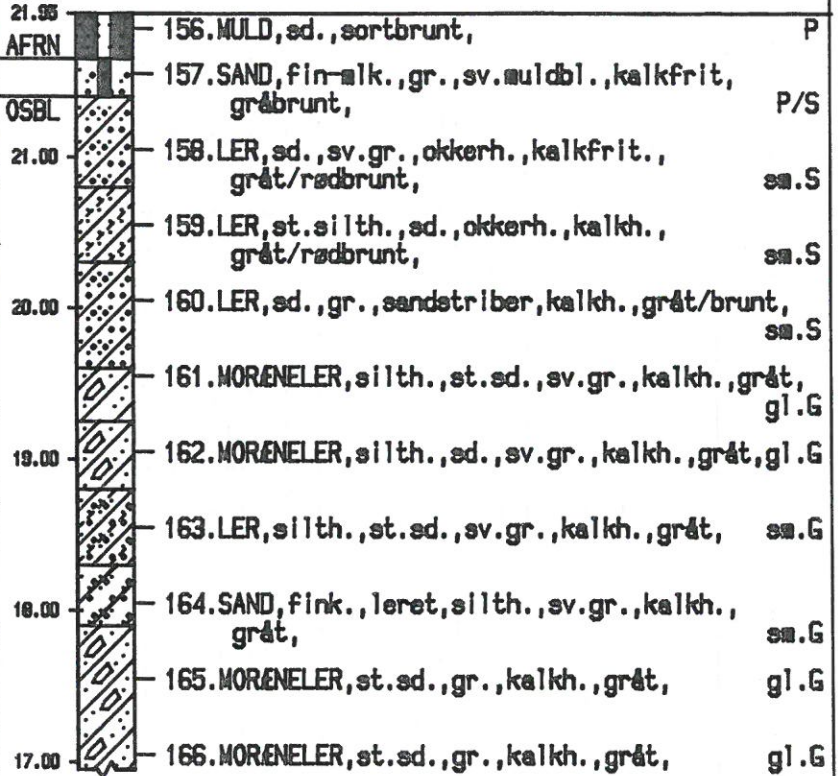 21.95
156.MULD,sd.,sortbrunt, P
AFRN
157.SAND,fin-mlk.,gr.,sv.muldbl.,kalkfrit,
gråbrunt, P/S
OSBL
21.00
158.LER,sd.,sv.gr.,okkerh.,kalkfrit.,
gråt/rødbrunt, sm.S
159.LER,st.silth.,sd.,okkerh.,kalkh.,
gråt/rødbrunt, sm.S
20.00
160.LER,sd.,gr.,sandstriber,kalkh.,gråt/brunt,
sm.S
161.MORÆNELER,silth.,st.sd.,sv.gr.,kalkh.,gråt,
gl.G
19.00
162.MORÆNELER,silth.,sd.,sv.gr.,kalkh.,gråt,gl.G
163.LER,silth.,st.sd.,sv.gr.,kalkh.,gråt, sm.G
18.00
164.SAND,fink.,leret,silth.,sv.gr.,kalkh.,
gråt, sm.G
165.MORÆNELER,st.sd.,gr.,kalkh.,gråt, gl.G
17.00
166.MORÆNELER,st.sd.,gr.,kalkh.,gråt, gl.G